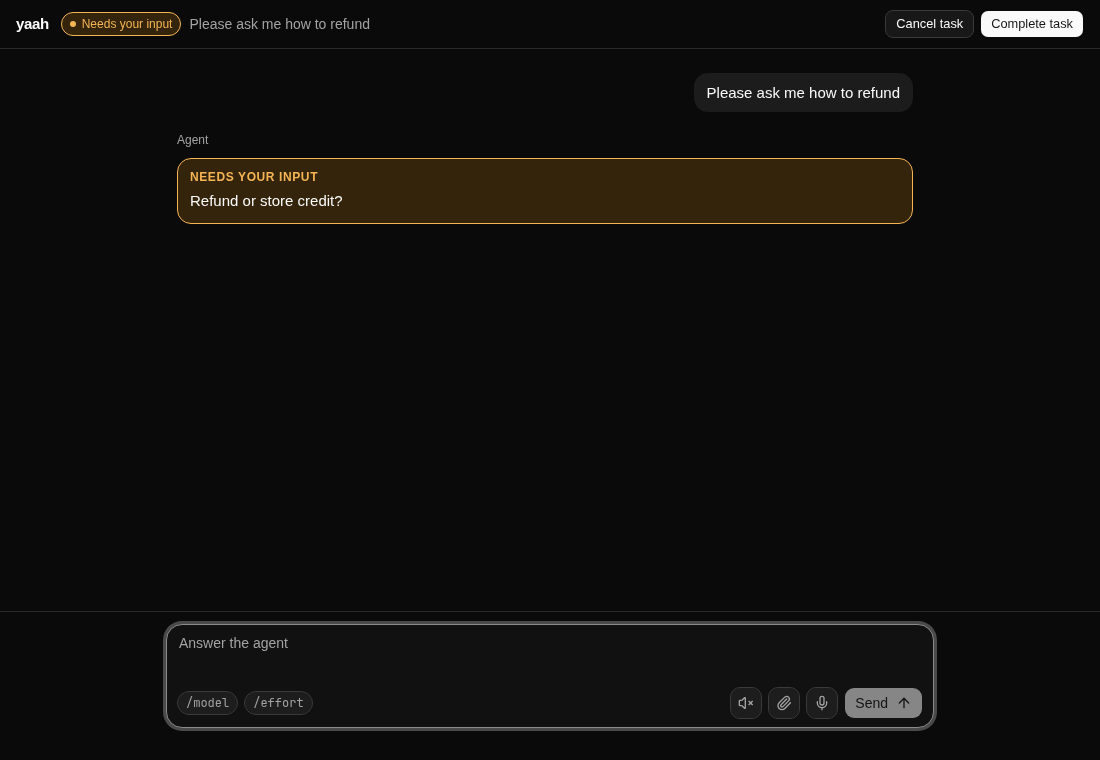 yaah
Needs your input
Please ask me how to refund
Cancel task
Complete task
Please ask me how to refund
Agent
NEEDS YOUR INPUT
Refund or store credit?
Answer the agent
/model
/effort
Send